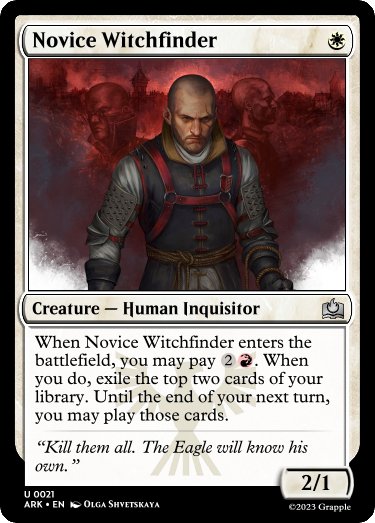 Novice Witchfinder
Creature — Human Inquisitor
When Novice Witchfinder enters the
battlefield, you may pay 2 R. When
you do, exile the top two cards of your
library. Until the end of your next turn,
you may play those cards.
“Kill them all. The Eagle will know his
own.”
2/1
U 0021
ARK • EN Olga Shvetskaya
©2023 Grapple